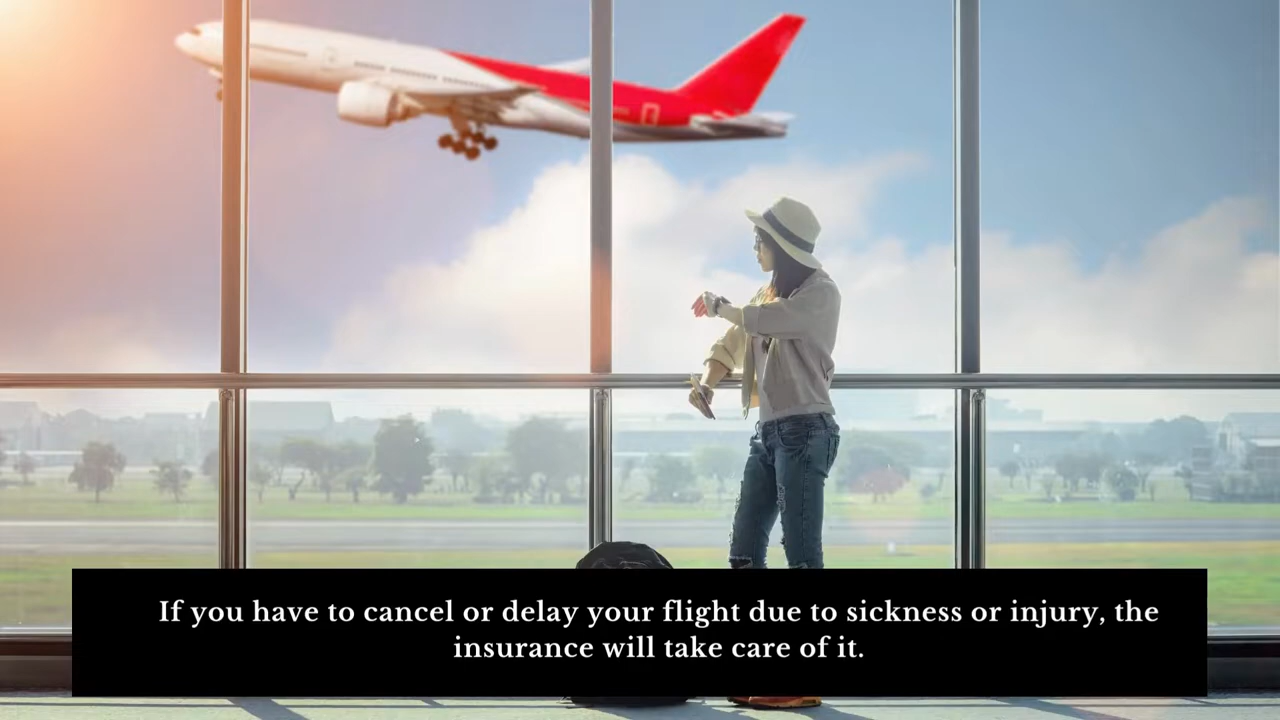 If you have to cancel or delay your flight due to sickness or injury, the
insurance will take care of it.